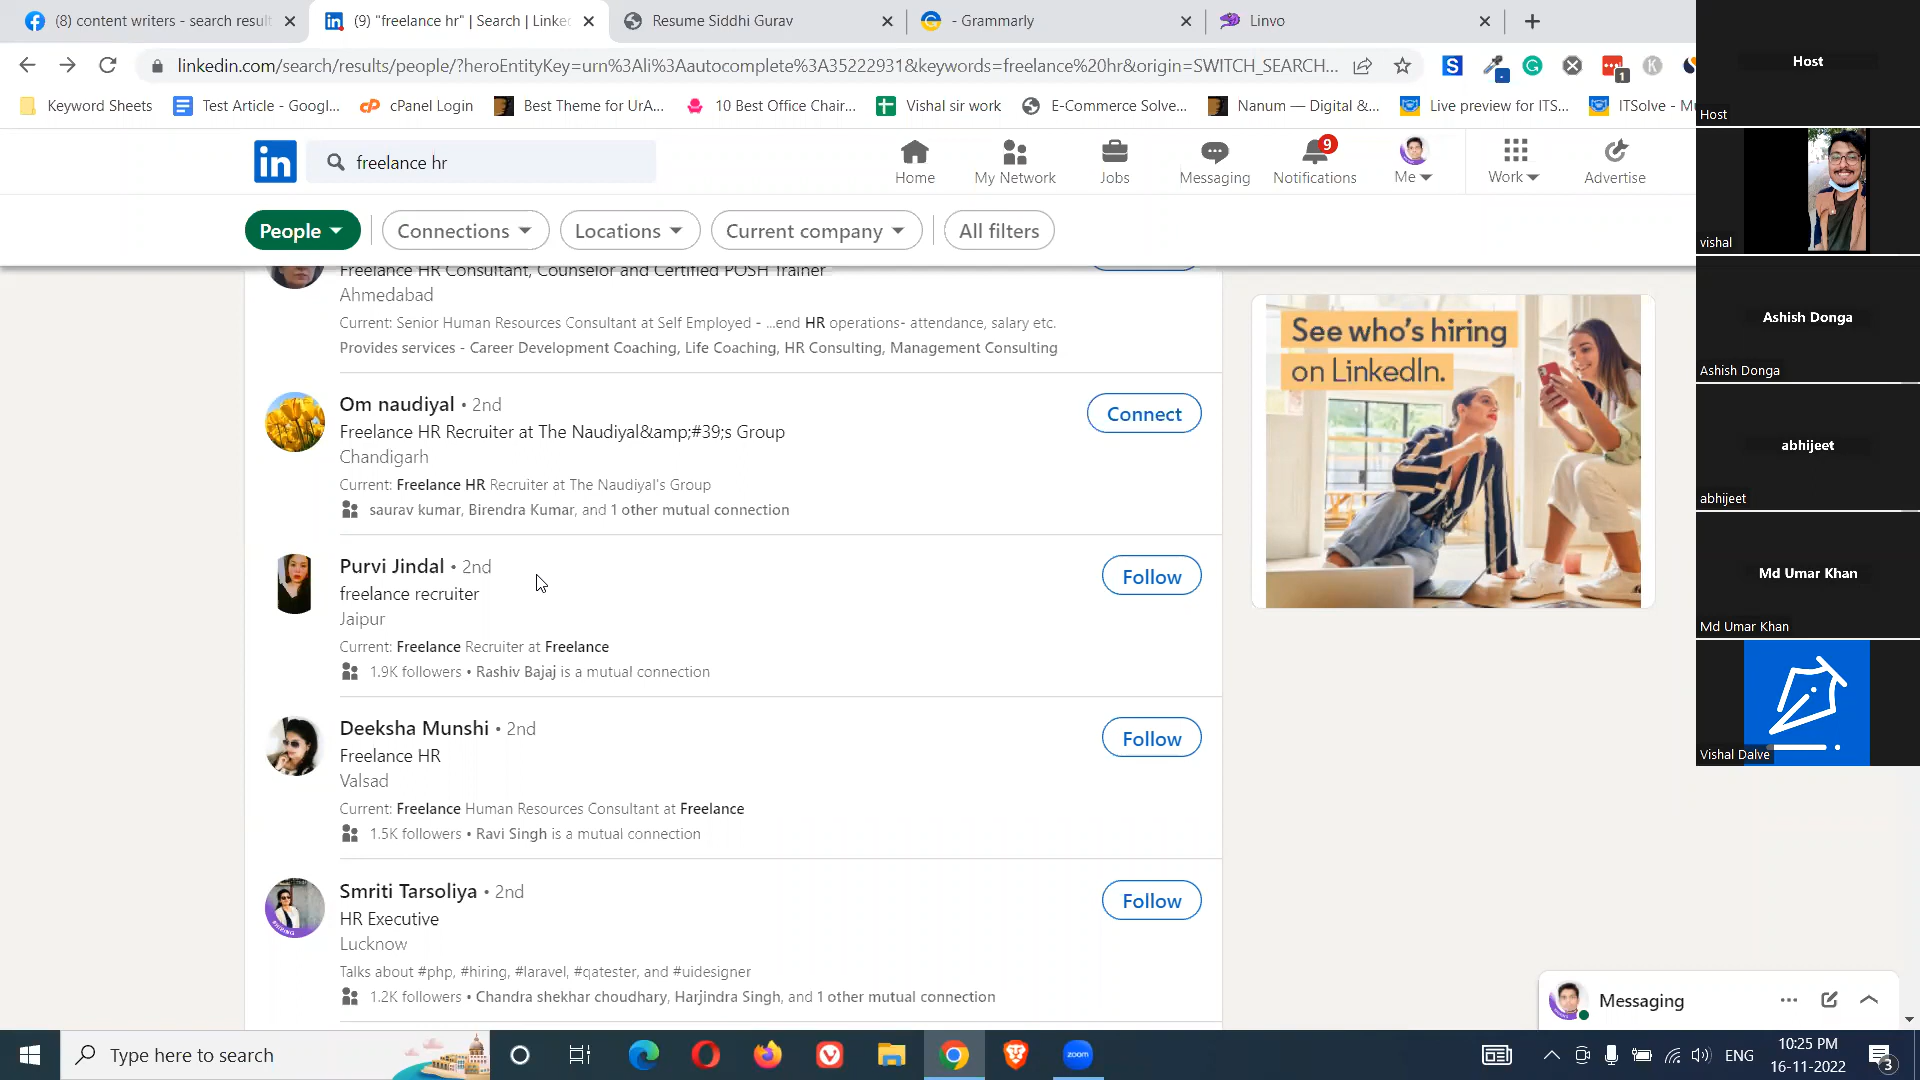 (8) content writers - search result
(9) "freelance hr" | Search | Linke
Resume Siddhi Gurav
- Grammarly
Linvo
linkedin.com/search/results/people/?heroEntityKey=urn%3Ali%3Aautocomplete%3A35222931&keywords=freelance%20hr&origin=SWITCH_SEARCH...
1
Keyword Sheets
Test Article - Googl...
cPanel Login
Best Theme for UrA...
10 Best Office Chair...
Vishal sir work
E-Commerce Solve...
Nanum — Digital &...
Live preview for ITS...
ITSolve - M
in
freelance hr
Home
My Network
Jobs
Messaging
9
Notifications
Me
Work
Advertise
People
Connections
Locations
Current company
All filters
Freelance HR Consultant, Counselor and Certified POSH Trainer
Ahmedabad
Current: Senior Human Resources Consultant at Self Employed - ...end HR operations- attendance, salary etc.
Provides services - Career Development Coaching, Life Coaching, HR Consulting, Management Consulting
Om naudiyal • 2nd
Connect
Freelance HR Recruiter at The Naudiyal&amp;#39;s Group
Chandigarh
Current: Freelance HR Recruiter at The Naudiyal's Group
saurav kumar, Birendra Kumar, and 1 other mutual connection
Purvi Jindal • 2nd
Follow
freelance recruiter
Jaipur
Current: Freelance Recruiter at Freelance
1.9K followers • Rashiv Bajaj is a mutual connection
Deeksha Munshi • 2nd
Follow
Freelance HR
Valsad
Current: Freelance Human Resources Consultant at Freelance
1.5K followers • Ravi Singh is a mutual connection
Smriti Tarsoliya • 2nd
Follow
HR Executive
Lucknow
Talks about #php, #hiring, #laravel, #qatester, and #uidesigner
1.2K followers • Chandra shekhar choudhary, Harjindra Singh, and 1 other mutual connection
See who's hiring
on LinkedIn.
Messaging
Host
Host
vishal
Ashish Donga
Ashish Donga
abhijeet
abhijeet
Md Umar Khan
Md Umar Khan
Vishal Dalve
Type here to search
zoom
ENG
10:25 PM
16-11-2022
3